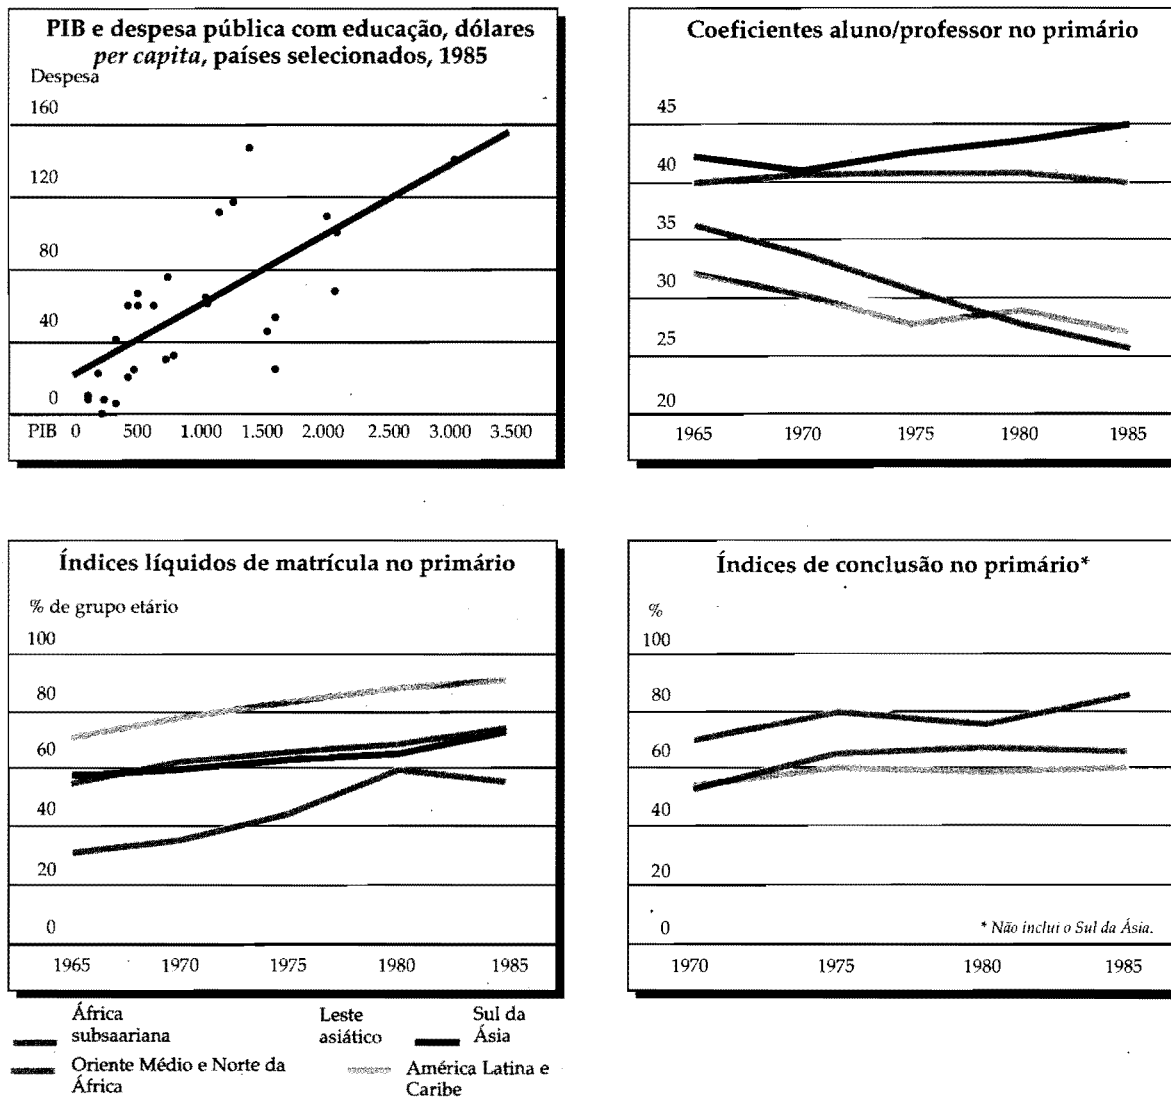 PIB e despesa pública com educação, dólares
per capita, países selecionados, 1985
Despesa
160
120
80
40
0
PIB 0 500 1.000 1.500 2.000 2.500 3.000 3.500
Coeficientes aluno/professor no primário
45
40
35
30
25
20
1965 1970 1975 1980 1985
Índices líquidos de matrícula no primário
% de grupo etário
100
80
60
40
20
0
1965 1970 1975 1980 1985
Índices de conclusão no primário*
%
100
80
60
40
20
0
* Não inclui o Sul da Ásia.
1970 1975 1980 1985
África
subsaariana
Leste
asiático
Sul da
Ásia
Oriente Médio e Norte da
África
América Latina e
Caribe